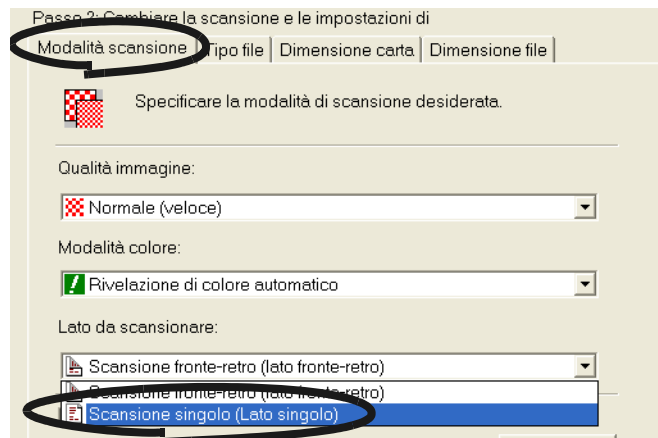 Passo 2: Cambiare la scansione e le impostazioni di
Modalità scansione Tipo file Dimensione carta Dimensione file
Specificare la modalità di scansione desiderata.
Qualità immagine:
Normale (veloce)
Modalità colore:
Rivelazione di colore automatico
Lato da scansionare:
Scansione fronte-retro (lato fronte-retro)
Scansione fronte-retro (lato fronte-retro)
Scansione singolo (Lato singolo)